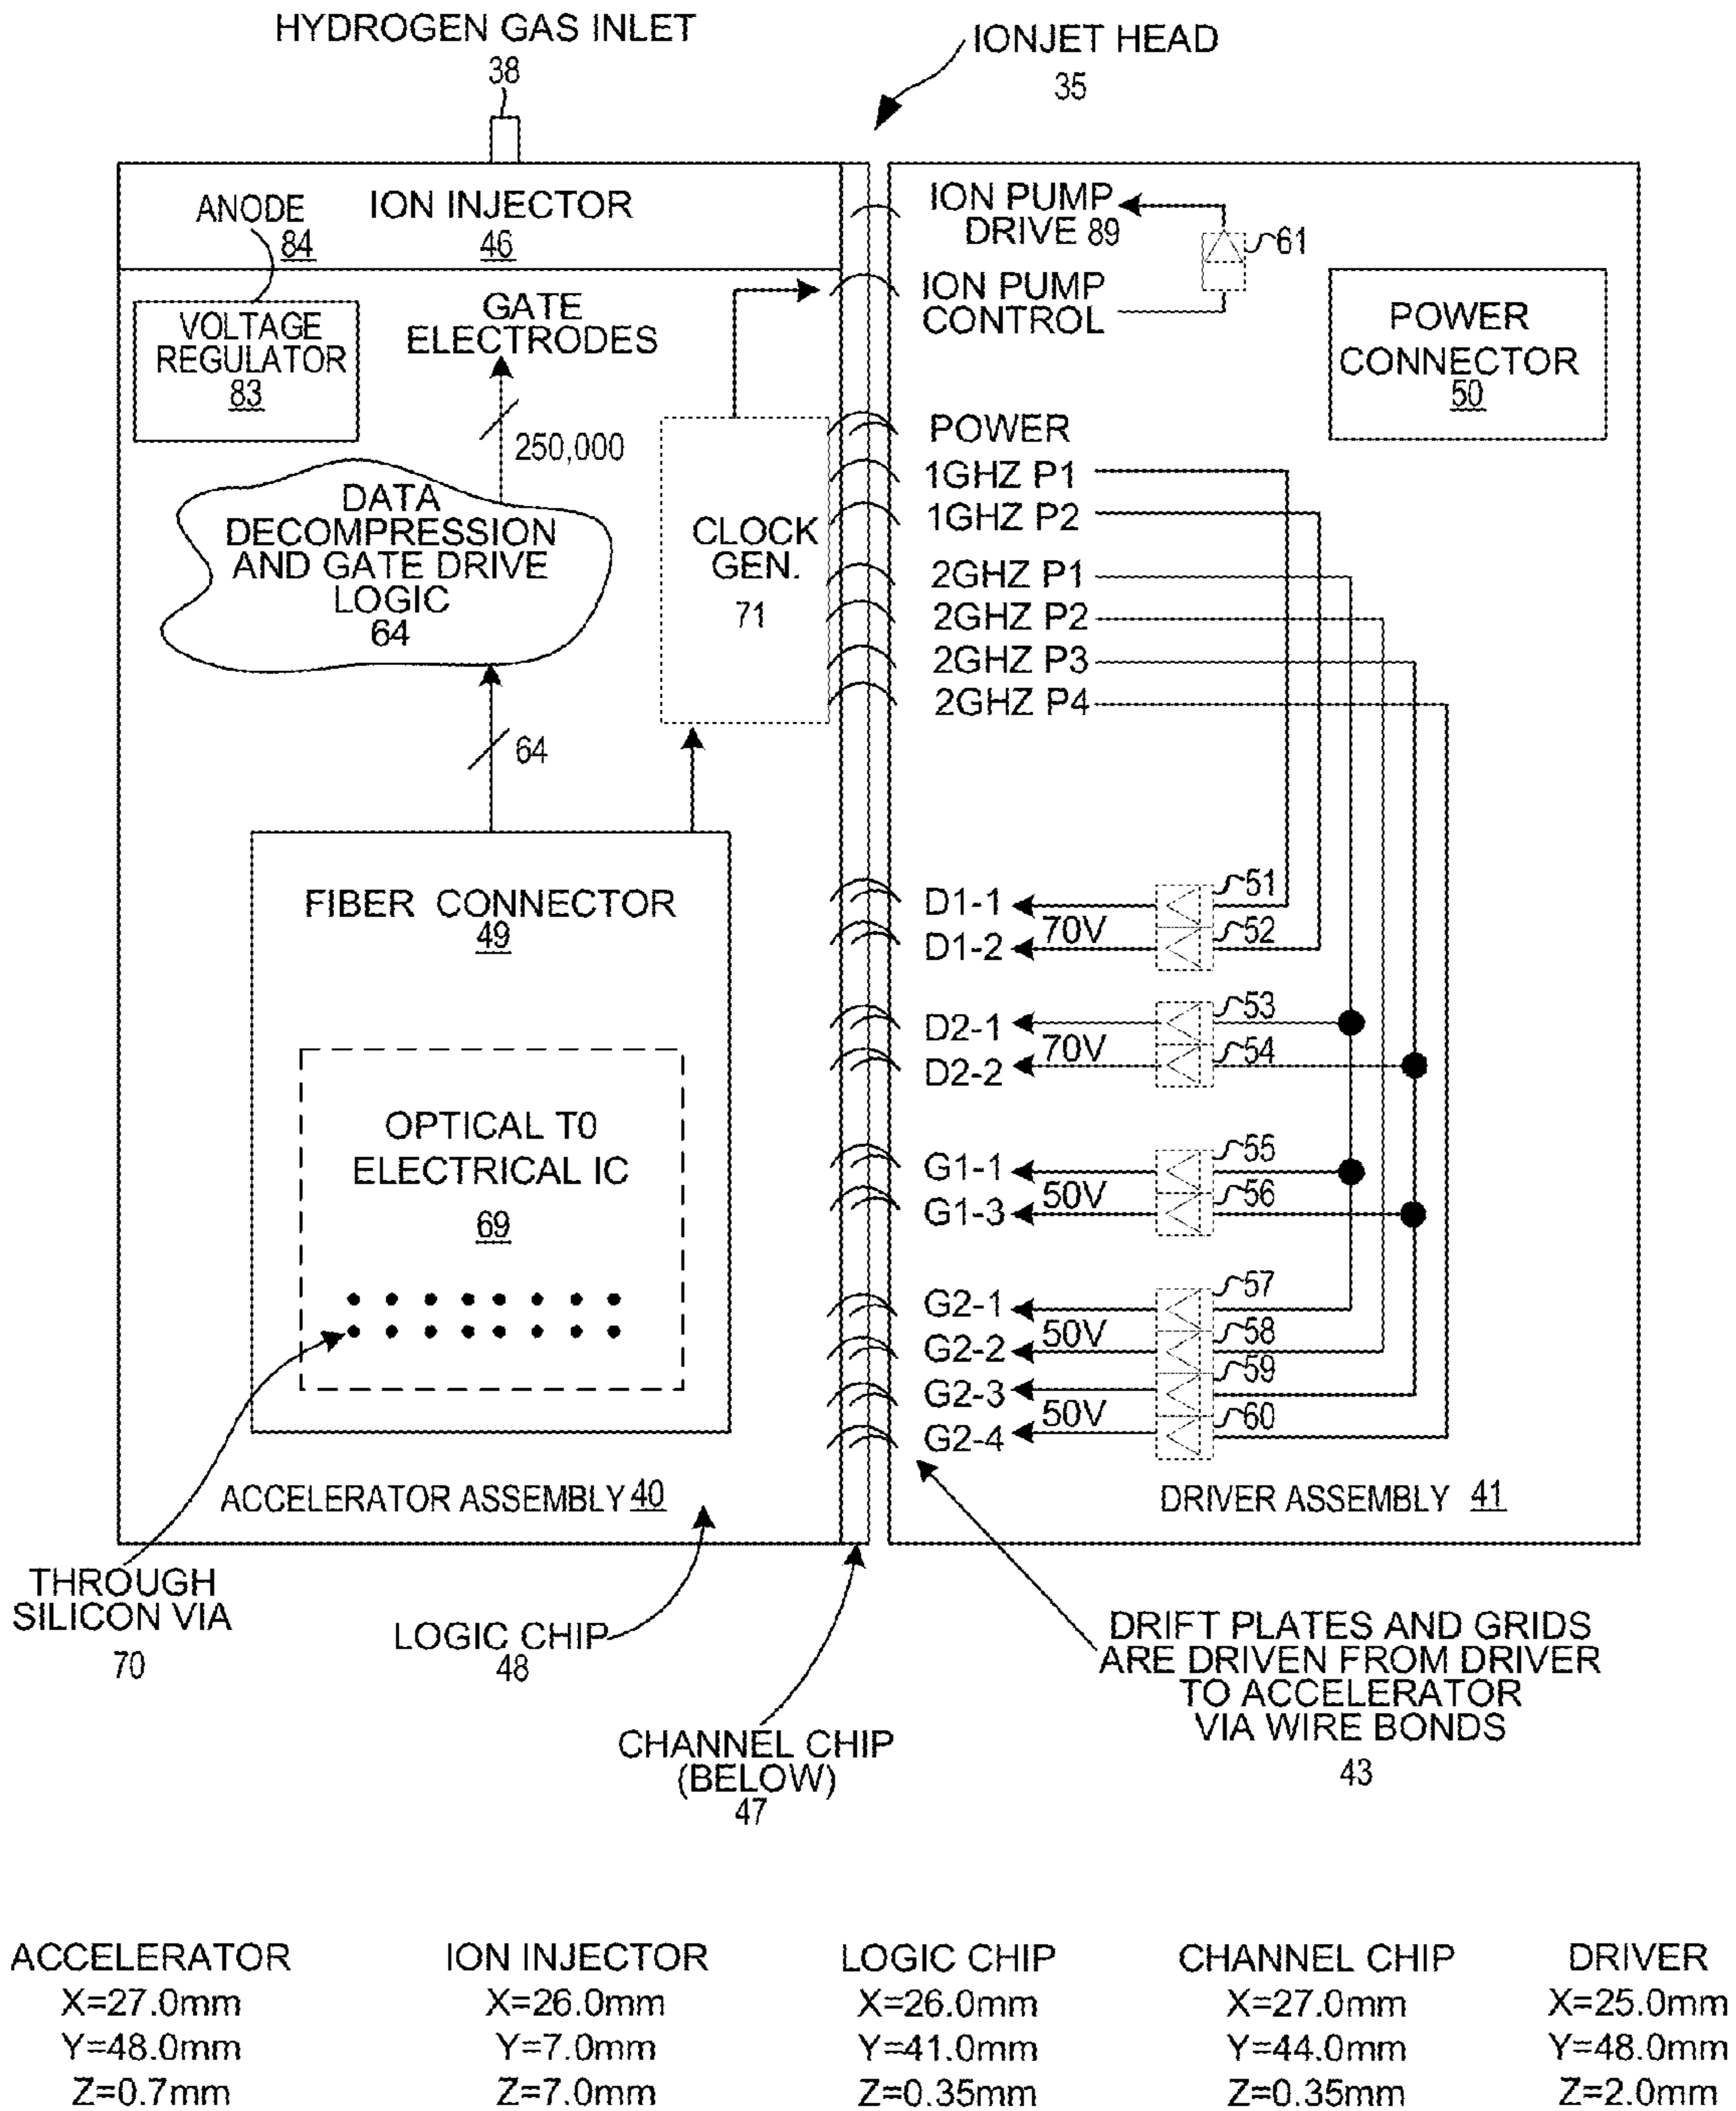 HYDROGEN GAS INLET
38
IONJET HEAD
35
ANODE
84
ION INJECTOR
46
VOLTAGE
REGULATOR
83
GATE
ELECTRODES
250,000
DATA
DECOMPRESSION
AND GATE DRIVE
LOGIC
64
64
CLOCK
GEN.
71
FIBER CONNECTOR
49
OPTICAL TO
ELECTRICAL IC
69
ACCELERATOR ASSEMBLY 40
ION PUMP
DRIVE 89
61
ION PUMP
CONTROL
POWER
CONNECTOR
50
POWER
1GHZ P1
1GHZ P2
2GHZ P1
2GHZ P2
2GHZ P3
2GHZ P4
D1-1
51
70V
D1-2
52
D2-1
53
70V
D2-2
54
G1-1
55
50V
G1-3
56
G2-1
57
50V
G2-2
58
G2-3
59
50V
G2-4
60
DRIVER ASSEMBLY 41
THROUGH
SILICON VIA
70
LOGIC CHIP
48
CHANNEL CHIP
(BELOW)
47
DRIFT PLATES AND GRIDS
ARE DRIVEN FROM DRIVER
TO ACCELERATOR
VIA WIRE BONDS
43
ACCELERATOR
X=27.0mm
Y=48.0mm
Z=0.7mm
ION INJECTOR
X=26.0mm
Y=7.0mm
Z=7.0mm
LOGIC CHIP
X=26.0mm
Y=41.0mm
Z=0.35mm
CHANNEL CHIP
X=27.0mm
Y=44.0mm
Z=0.35mm
DRIVER
X=25.0mm
Y=48.0mm
Z=2.0mm